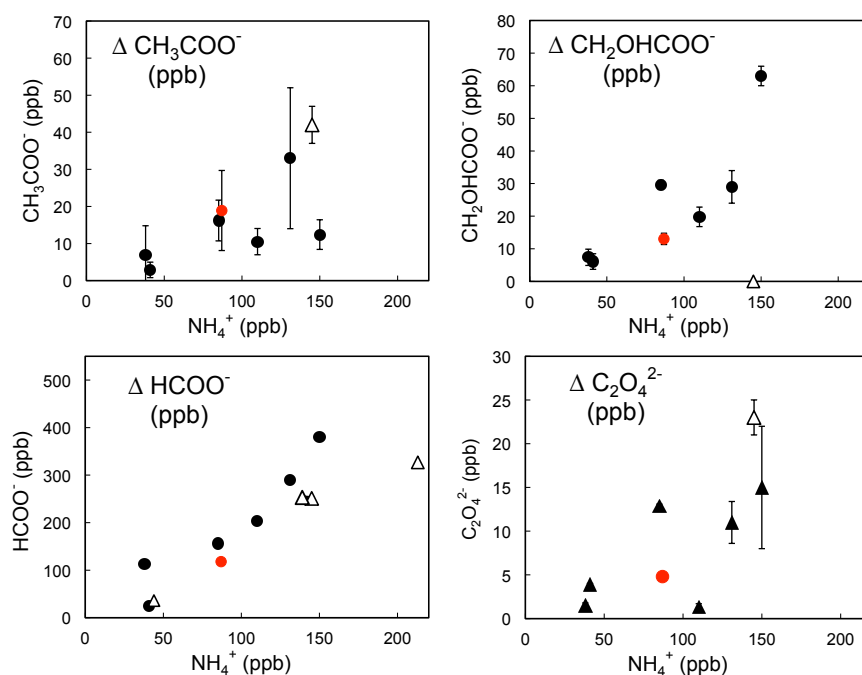 Δ CH₃COO⁻
(ppb)
CH₃COO⁻ (ppb)
70
60
50
40
30
20
10
0
0 50 100 150 200
NH₄⁺ (ppb)
Δ CH₂OHCOO⁻
(ppb)
CH₂OHCOO⁻ (ppb)
80
70
60
50
40
30
20
10
0
0 50 100 150 200
NH₄⁺ (ppb)
Δ HCOO⁻
(ppb)
HCOO⁻ (ppb)
500
400
300
200
100
0
0 50 100 150 200
NH₄⁺ (ppb)
Δ C₂O₄²⁻
(ppb)
C₂O₄²⁻ (ppb)
30
25
20
15
10
5
0
0 50 100 150 200
NH₄⁺ (ppb)